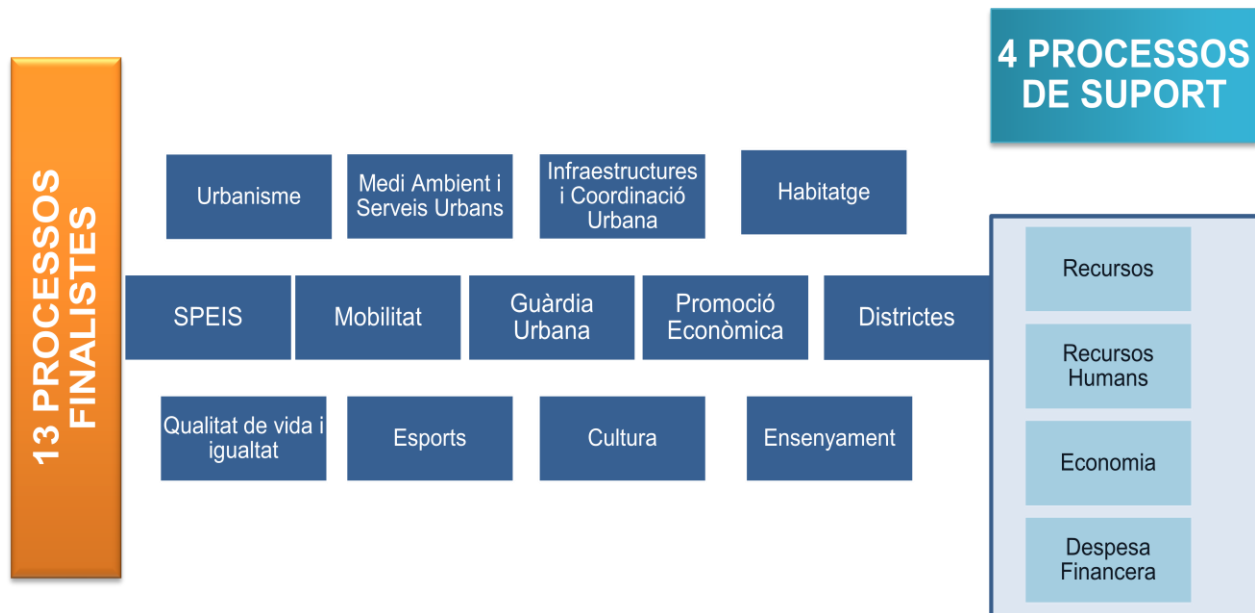 13 PROCESSOS
FINALISTES
4 PROCESSOS
DE SUPORT
Urbanisme
Medi Ambient i
Serveis Urbans
Infraestructures
i Coordinació
Urbana
Habitatge
SPEIS
Mobilitat
Guàrdia
Urbana
Promoció
Econòmica
Districtes
Qualitat de vida i
igualtat
Esports
Cultura
Ensenyament
Recursos
Recursos
Humans
Economia
Despesa
Financera